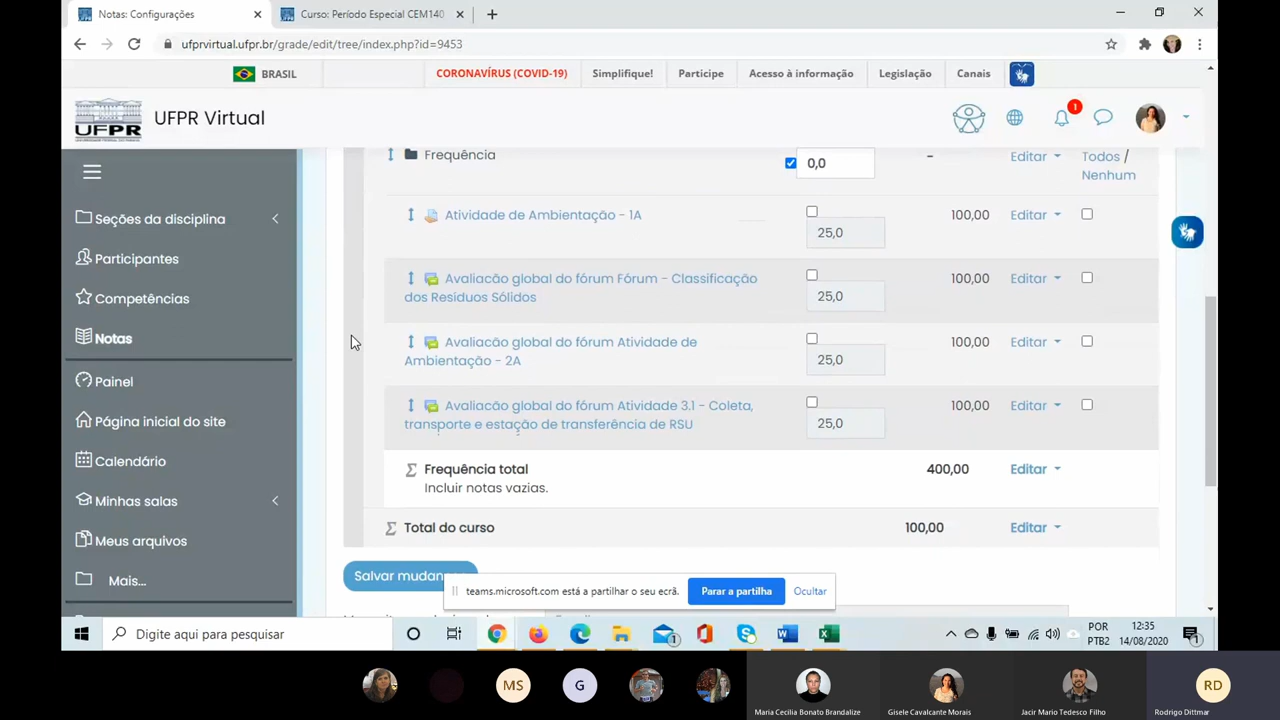 Notas: Configurações
Curso: Período Especial CEM140
ufprvirtual.ufpr.br/grade/edit/tree/index.php?id=9453
BRASIL
CORONAVÍRUS (COVID-19)
Simplifique!
Participe
Acesso à informação
Legislação
Canais
UFPR
UFPR Virtual
1
Seções da disciplina
Participantes
Competências
Notas
Painel
Página inicial do site
Calendário
Minhas salas
Meus arquivos
Mais...
Frequência
0,0
-
Editar
Todos /
Nenhum
Atividade de Ambientação - 1A
25,0
100,00
Editar
Avaliacão global do fórum Fórum - Classificação
dos Resíduos Sólidos
25,0
100,00
Editar
Avaliacão global do fórum Atividade de
Ambientação - 2A
25,0
100,00
Editar
Avaliacão global do fórum Atividade 3.1 - Coleta,
transporte e estação de transferência de RSU
25,0
100,00
Editar
Frequência total
Incluir notas vazias.
400,00
Editar
Total do curso
100,00
Editar
Salvar mudan
teams.microsoft.com está a partilhar o seu ecrã.
Parar a partilha
Ocultar
Digite aqui para pesquisar
1
POR
PTB2
12:35
14/08/2020
1
MS
G
RD
Maria Cecilia Bonato Brandalize
Gisele Cavalcante Morais
Jacir Mario Tedesco Filho
Rodrigo Dittmar